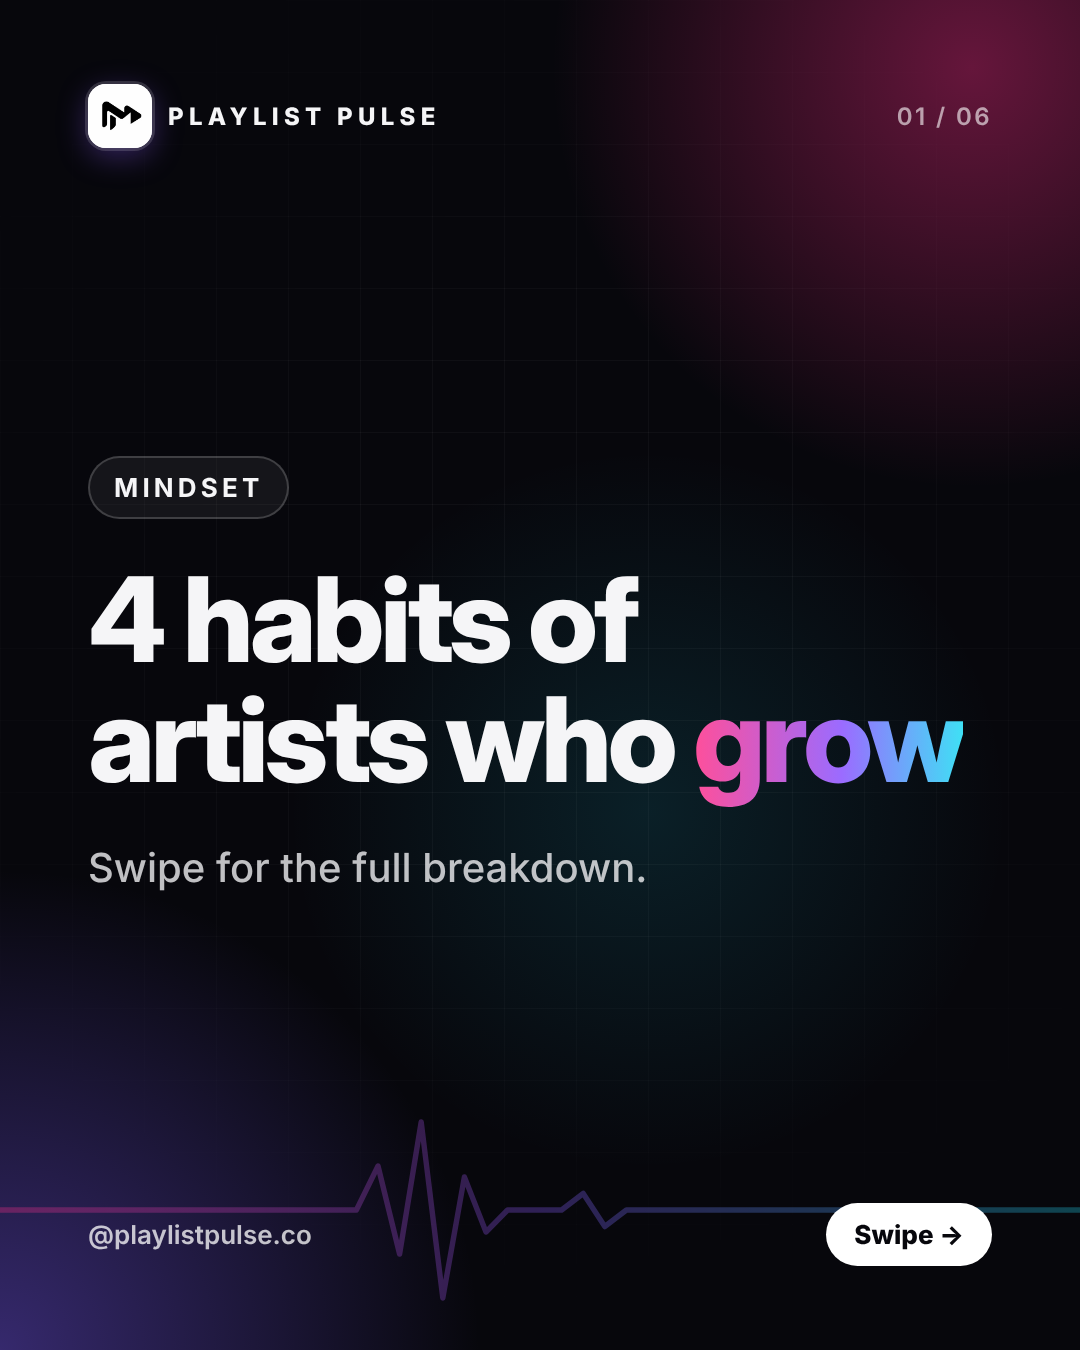 PLAYLIST PULSE
01 / 06
MINDSET
4 habits of
artists who grow
Swipe for the full breakdown.
@playlistpulse.co
Swipe →